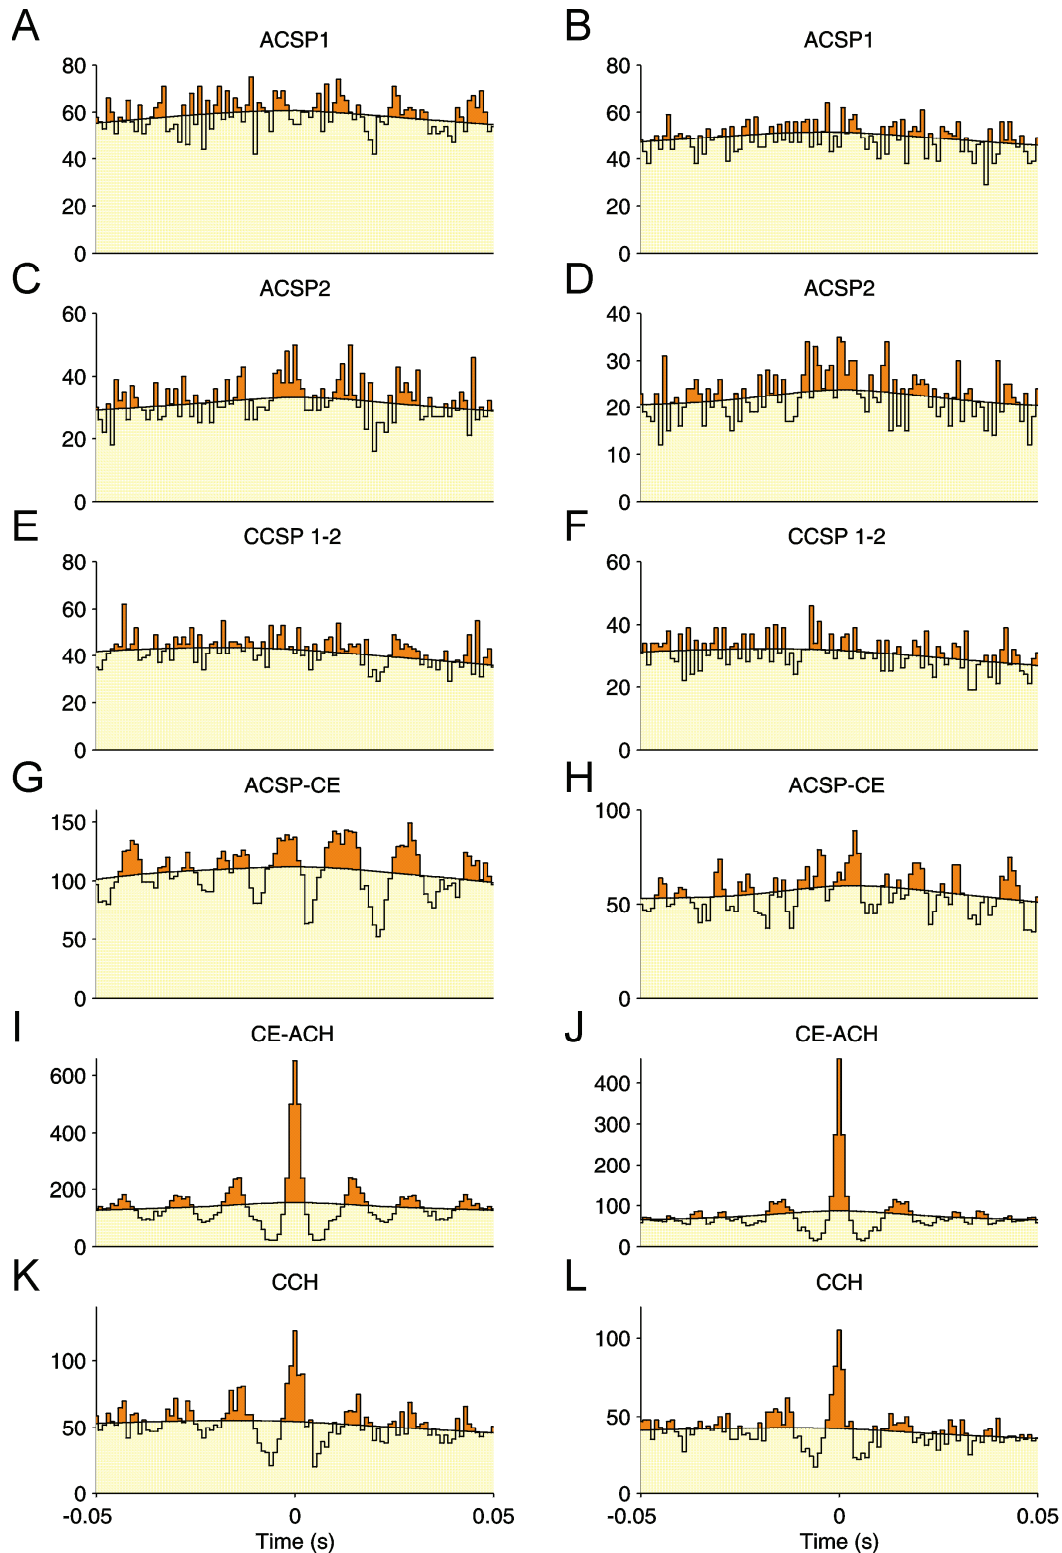 A
ACSP1
80
60
40
20
0
B
ACSP1
80
60
40
20
0
C
ACSP2
60
40
20
0
D
ACSP2
40
30
20
10
0
E
CCSP 1-2
80
60
40
20
0
F
CCSP 1-2
60
40
20
0
G
ACSP-CE
150
100
50
0
H
ACSP-CE
100
50
0
I
CE-ACH
600
400
200
0
J
CE-ACH
400
300
200
100
0
K
CCH
100
50
0
-0.05 0 0.05
Time (s)
L
CCH
100
50
0
-0.05 0 0.05
Time (s)